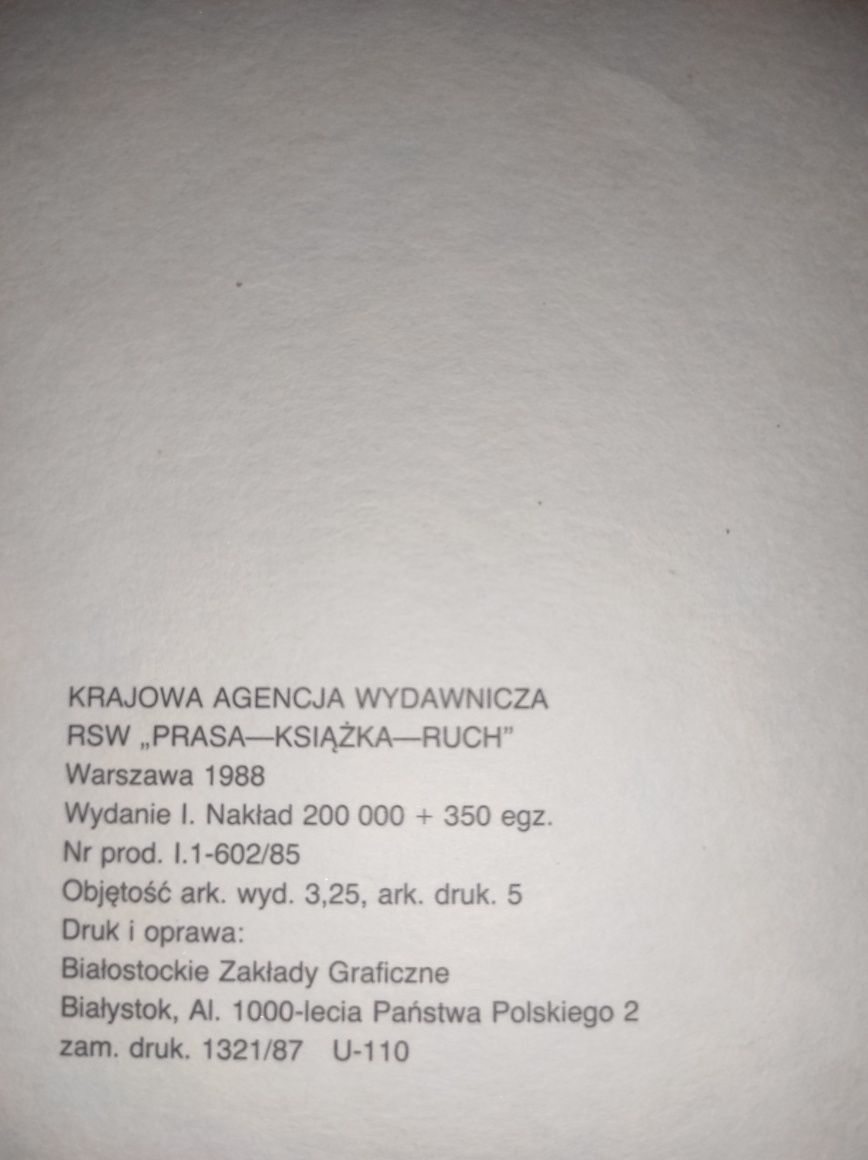 KRAJOWA AGENCJA WYDAWNICZA
RSW „PRASA—KSIĄŻKA—RUCH”
Warszawa 1988
Wydanie I. Nakład 200 000 + 350 egz.
Nr prod. I.1-602/85
Objętość ark. wyd. 3,25, ark. druk. 5
Druk i oprawa:
Białostockie Zakłady Graficzne
Białystok, Al. 1000-lecia Państwa Polskiego 2
zam. druk. 1321/87 U-110